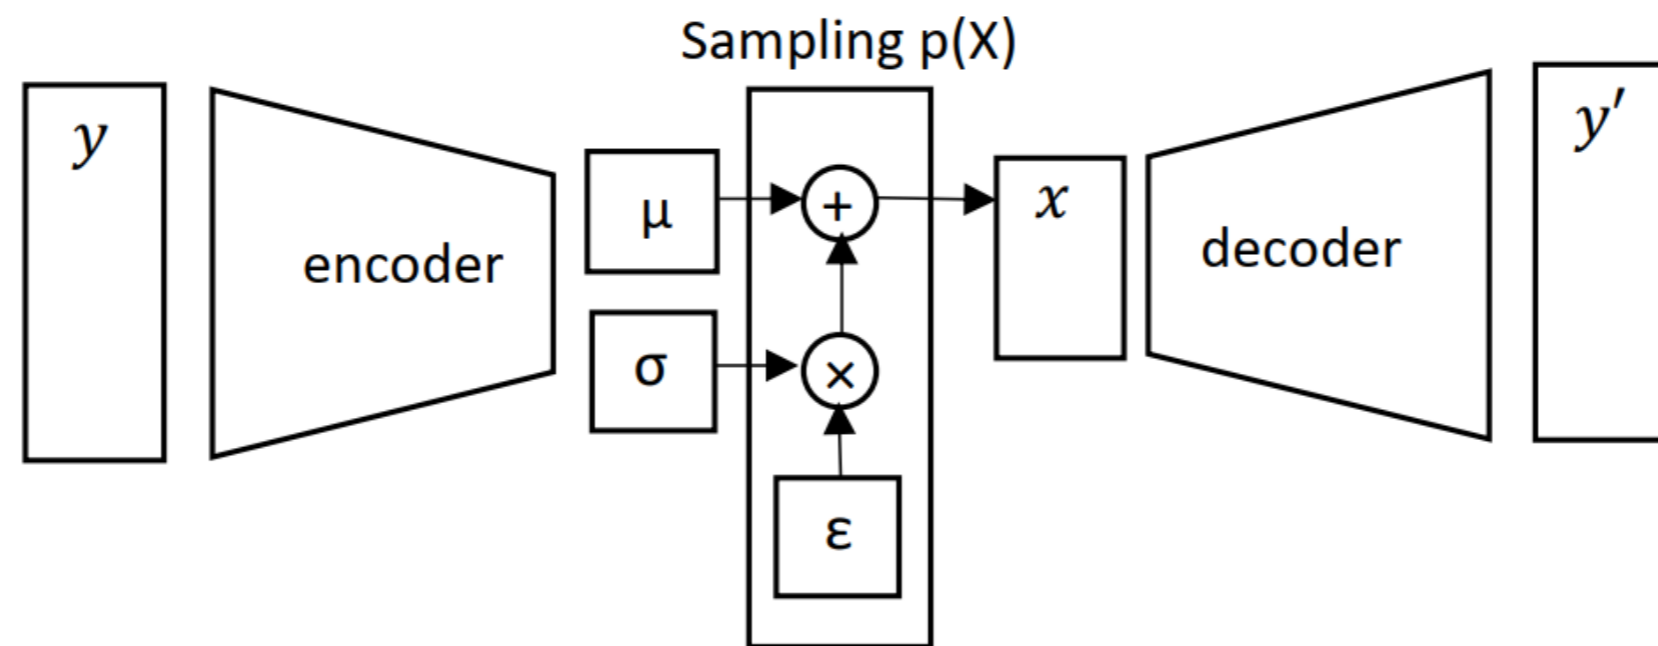 Sampling p(X)
y
encoder
μ
σ
+
×
ε
x
decoder
y′